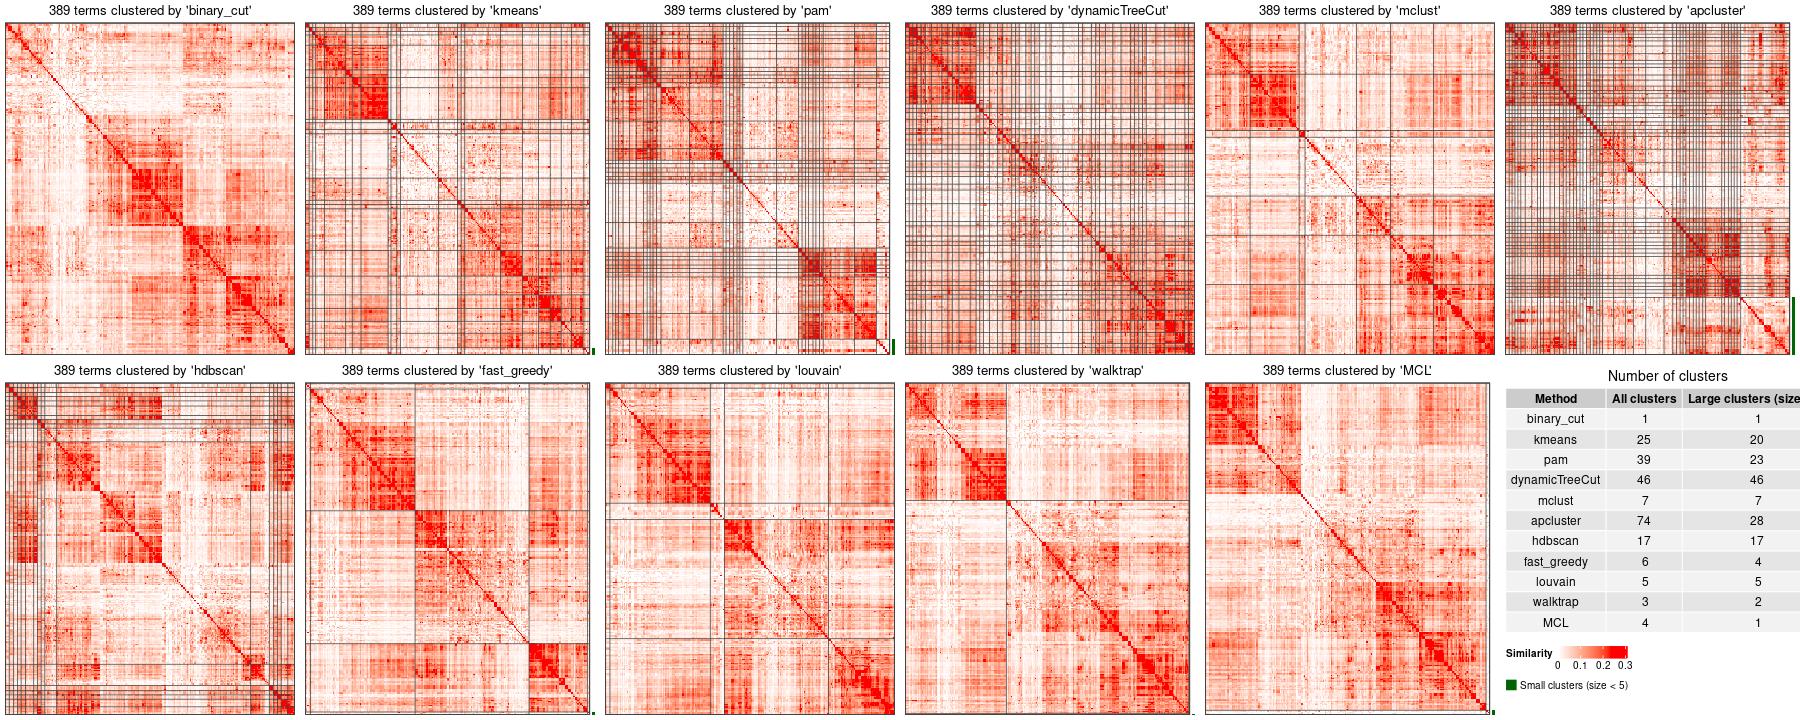 389 terms clustered by 'binary_cut'
389 terms clustered by 'kmeans'
389 terms clustered by 'pam'
389 terms clustered by 'dynamicTreeCut'
389 terms clustered by 'mclust'
389 terms clustered by 'apcluster'
389 terms clustered by 'hdbscan'
389 terms clustered by 'fast_greedy'
389 terms clustered by 'louvain'
389 terms clustered by 'walktrap'
389 terms clustered by 'MCL'
Number of clusters
Method All clusters Large clusters (size
binary_cut 1 1
kmeans 25 20
pam 39 23
dynamicTreeCut 46 46
mclust 7 7
apcluster 74 28
hdbscan 17 17
fast_greedy 6 4
louvain 5 5
walktrap 3 2
MCL 4 1
Similarity
0 0.1 0.2 0.3
Small clusters (size < 5)